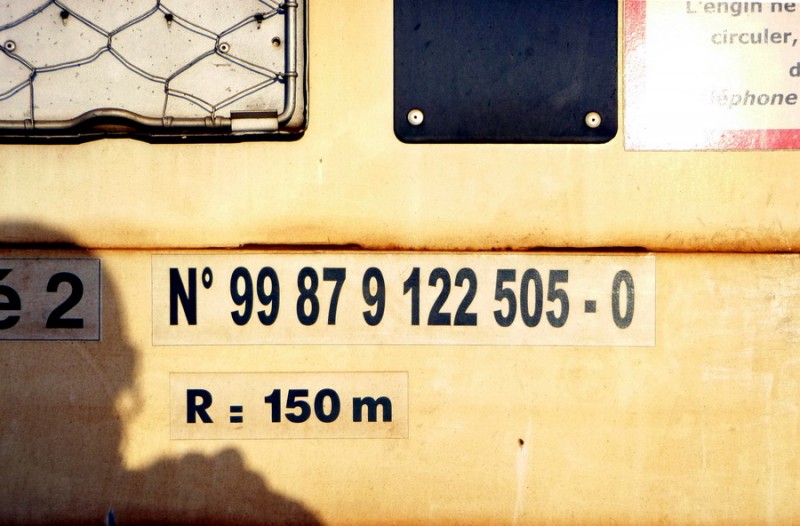 L'engin ne
circuler,
d
éphone
é 2
N° 99 87 9 122 505 - 0
R = 150 m